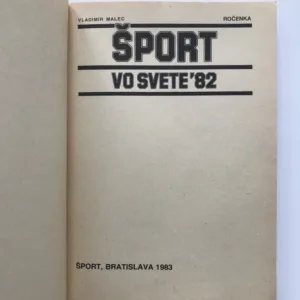 VLADIMÍR MALEC ROČENKA
ŠPORT
VO SVETE '82
ŠPORT, BRATISLAVA 1983